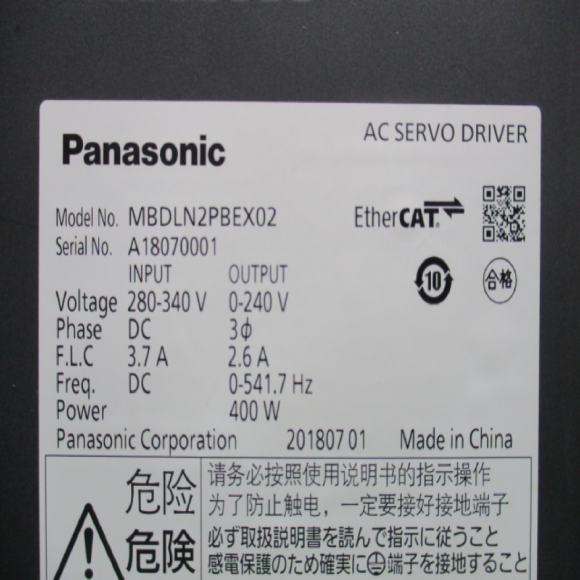 AC SERVO DRIVER
Panasonic
Model No. MBDLN2PBEX02
EtherCAT®
Serial No. A18070001
INPUT OUTPUT
10
合格
Voltage 280-340 V 0-240 V
Phase DC 3ϕ
F.L.C 3.7 A 2.6 A
Freq. DC 0-541.7 Hz
Power 400 W
Panasonic Corporation 201807 01 Made in China
危险
请务必按照使用说明书的指示操作
为了防止触电，一定要接好接地端子
危険
必ず取扱説明書を読んで指示に従うこと
感電保護のため確実に端子を接地すること